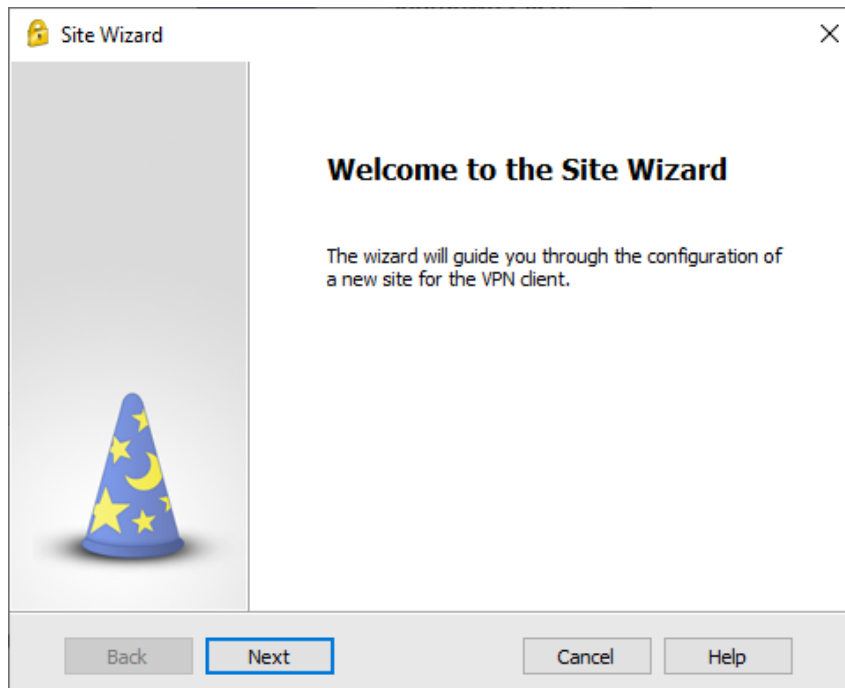 Site Wizard
Welcome to the Site Wizard
The wizard will guide you through the configuration of
a new site for the VPN client.
Back
Next
Cancel
Help